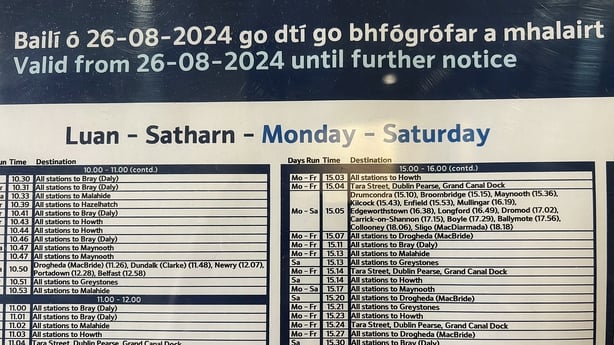 Bailí ó 26-08-2024 go dtí go bhfógrófar a mhalairt
Valid from 26-08-2024 until further notice
Luan - Satharn - Monday - Saturday
Time Destination
10.00 - 11.00 (contd.)
10.30 All stations to Bray (Daly)
10.31 All stations to Bray (Daly)
10.33 All stations to Malahide
10.39 All stations to Hazelhatch
10.41 All stations to Bray (Daly)
10.43 All stations to Howth
10.44 All stations to Howth
10.46 All stations to Bray (Daly)
10.47 All stations to Maynooth
10.47 All stations to Maynooth
10.50 Drogheda (MacBride) (11.26), Dundalk (Clarke) (11.48), Newry (12.07),
Portadown (12.28), Belfast (12.58)
10.51 All stations to Greystones
10.53 All stations to Malahide
11.00 - 12.00
11.00 All stations to Bray (Daly)
11.01 All stations to Bray (Daly)
11.02 All stations to Malahide
11.03 All stations to Howth
11.04
Days Run Time Destination
15.00 - 16.00 (contd.)
Mo - Fr 15.03 All stations to Howth
Mo - Fr 15.04 Tara Street, Dublin Pearse, Grand Canal Dock
Mo - Sa 15.05 Drumcondra (15.10), Broombridge (15.15), Maynooth (15.36),
Kilcock (15.43), Enfield (15.53), Mullingar (16.19),
Edgeworthstown (16.38), Longford (16.49), Dromod (17.02),
Carrick-on-Shannon (17.15), Boyle (17.29), Ballymote (17.56),
Collooney (18.06), Sligo (MacDiarmada) (18.18)
Mo - Fr 15.07 All stations to Drogheda (MacBride)
Mo - Fr 15.11 All stations to Bray (Daly)
Mo - Fr 15.13 All stations to Malahide
Sa 15.13 All stations to Greystones
Mo - Fr 15.14 Tara Street, Dublin Pearse, Grand Canal Dock
Sa 15.14 All stations to Howth
Mo - Sa 15.17 All stations to Maynooth
Sa 15.20 All stations to Drogheda (MacBride)
Mo - Fr 15.21 All stations to Greystones
Mo - Fr 15.23 All stations to Howth
Mo - Fr 15.24 Tara Street, Dublin Pearse, Grand Canal Dock
Mo - Fr 15.27 All stations to Drogheda (MacBride)
Sa 15.30 All stations to Bray (Daly)